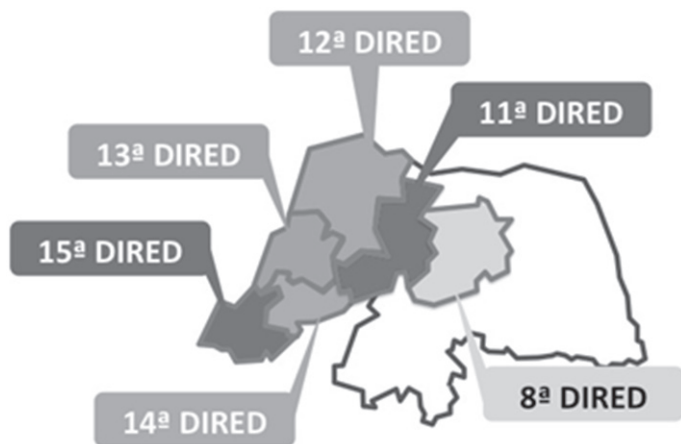 12ª DIRED
11ª DIRED
13ª DIRED
15ª DIRED
14ª DIRED
8ª DIRED